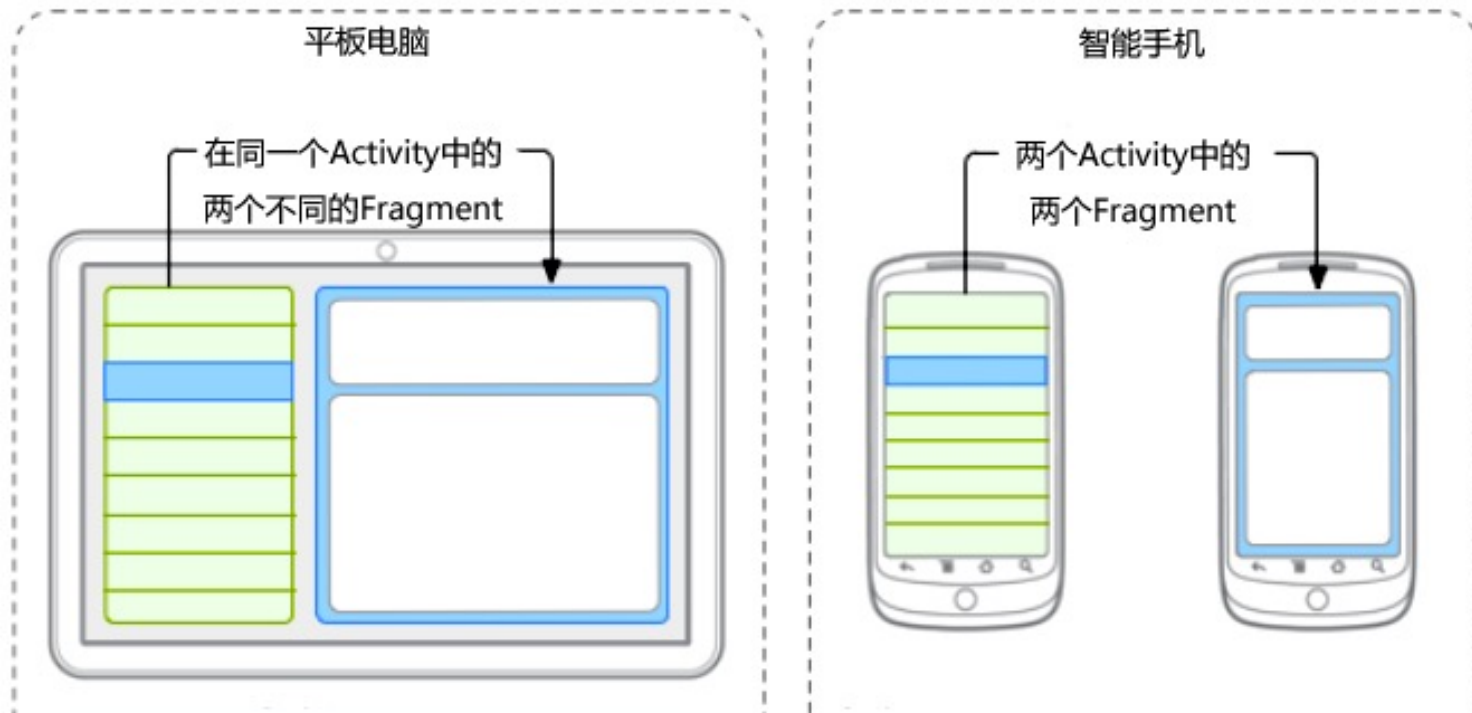 平板电脑
在同一个Activity中的
两个不同的Fragment
智能手机
两个Activity中的
两个Fragment